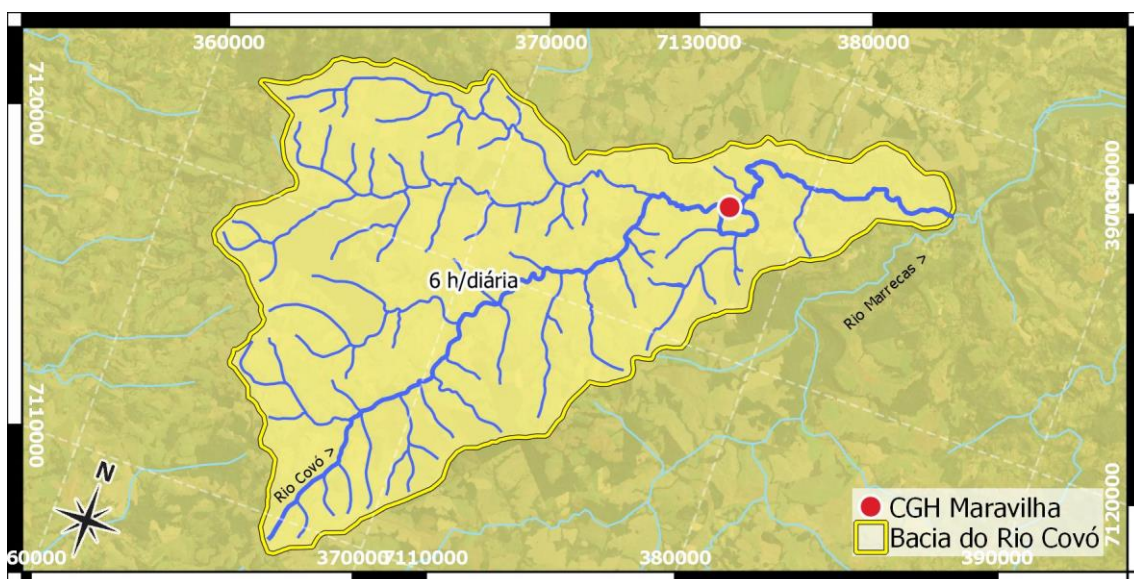 360000
370000
7130000
380000
7120000
390000
7110000
6 h/diária
Rio Marrecas >
Rio Covó >
N
CGH Maravilha
Bacia do Rio Covó
7120000
60000
370000
7110000
380000
390000